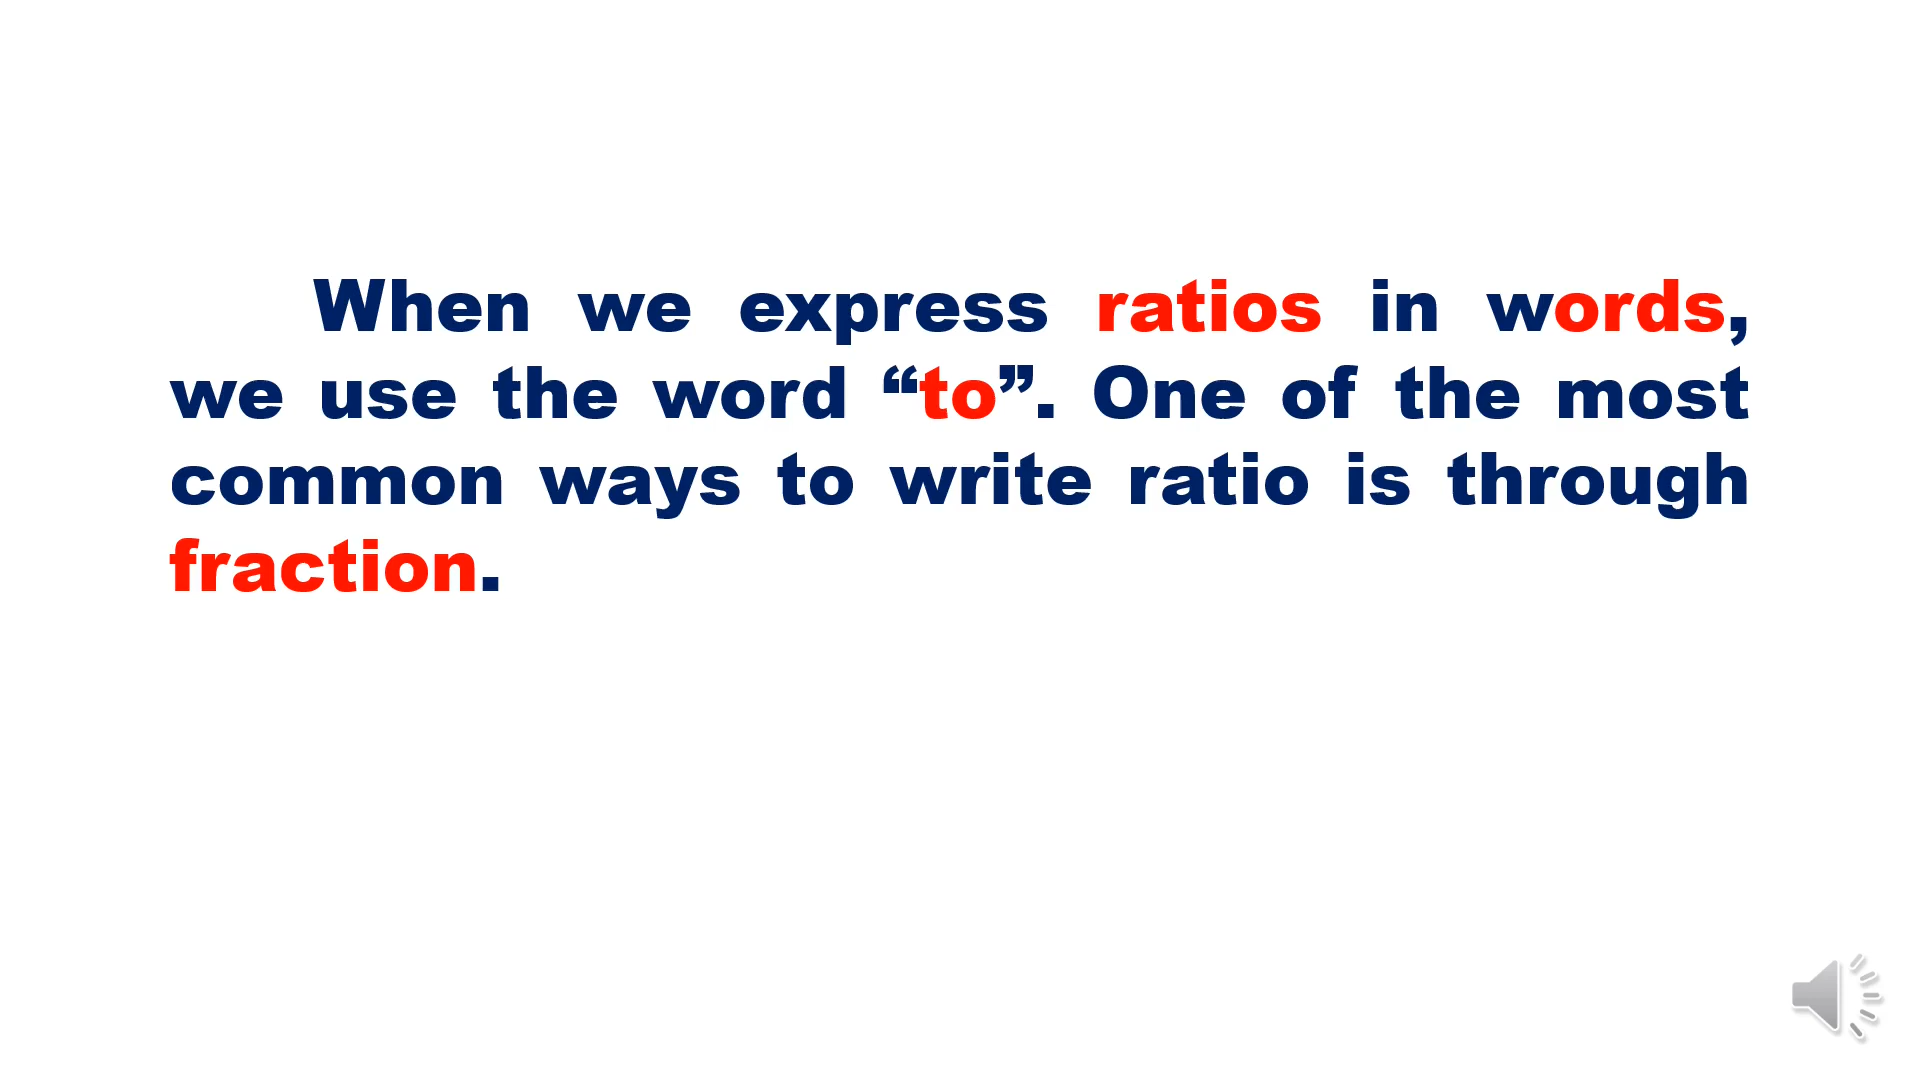 When we express ratios in words,
we use the word “to”. One of the most
common ways to write ratio is through
fraction.